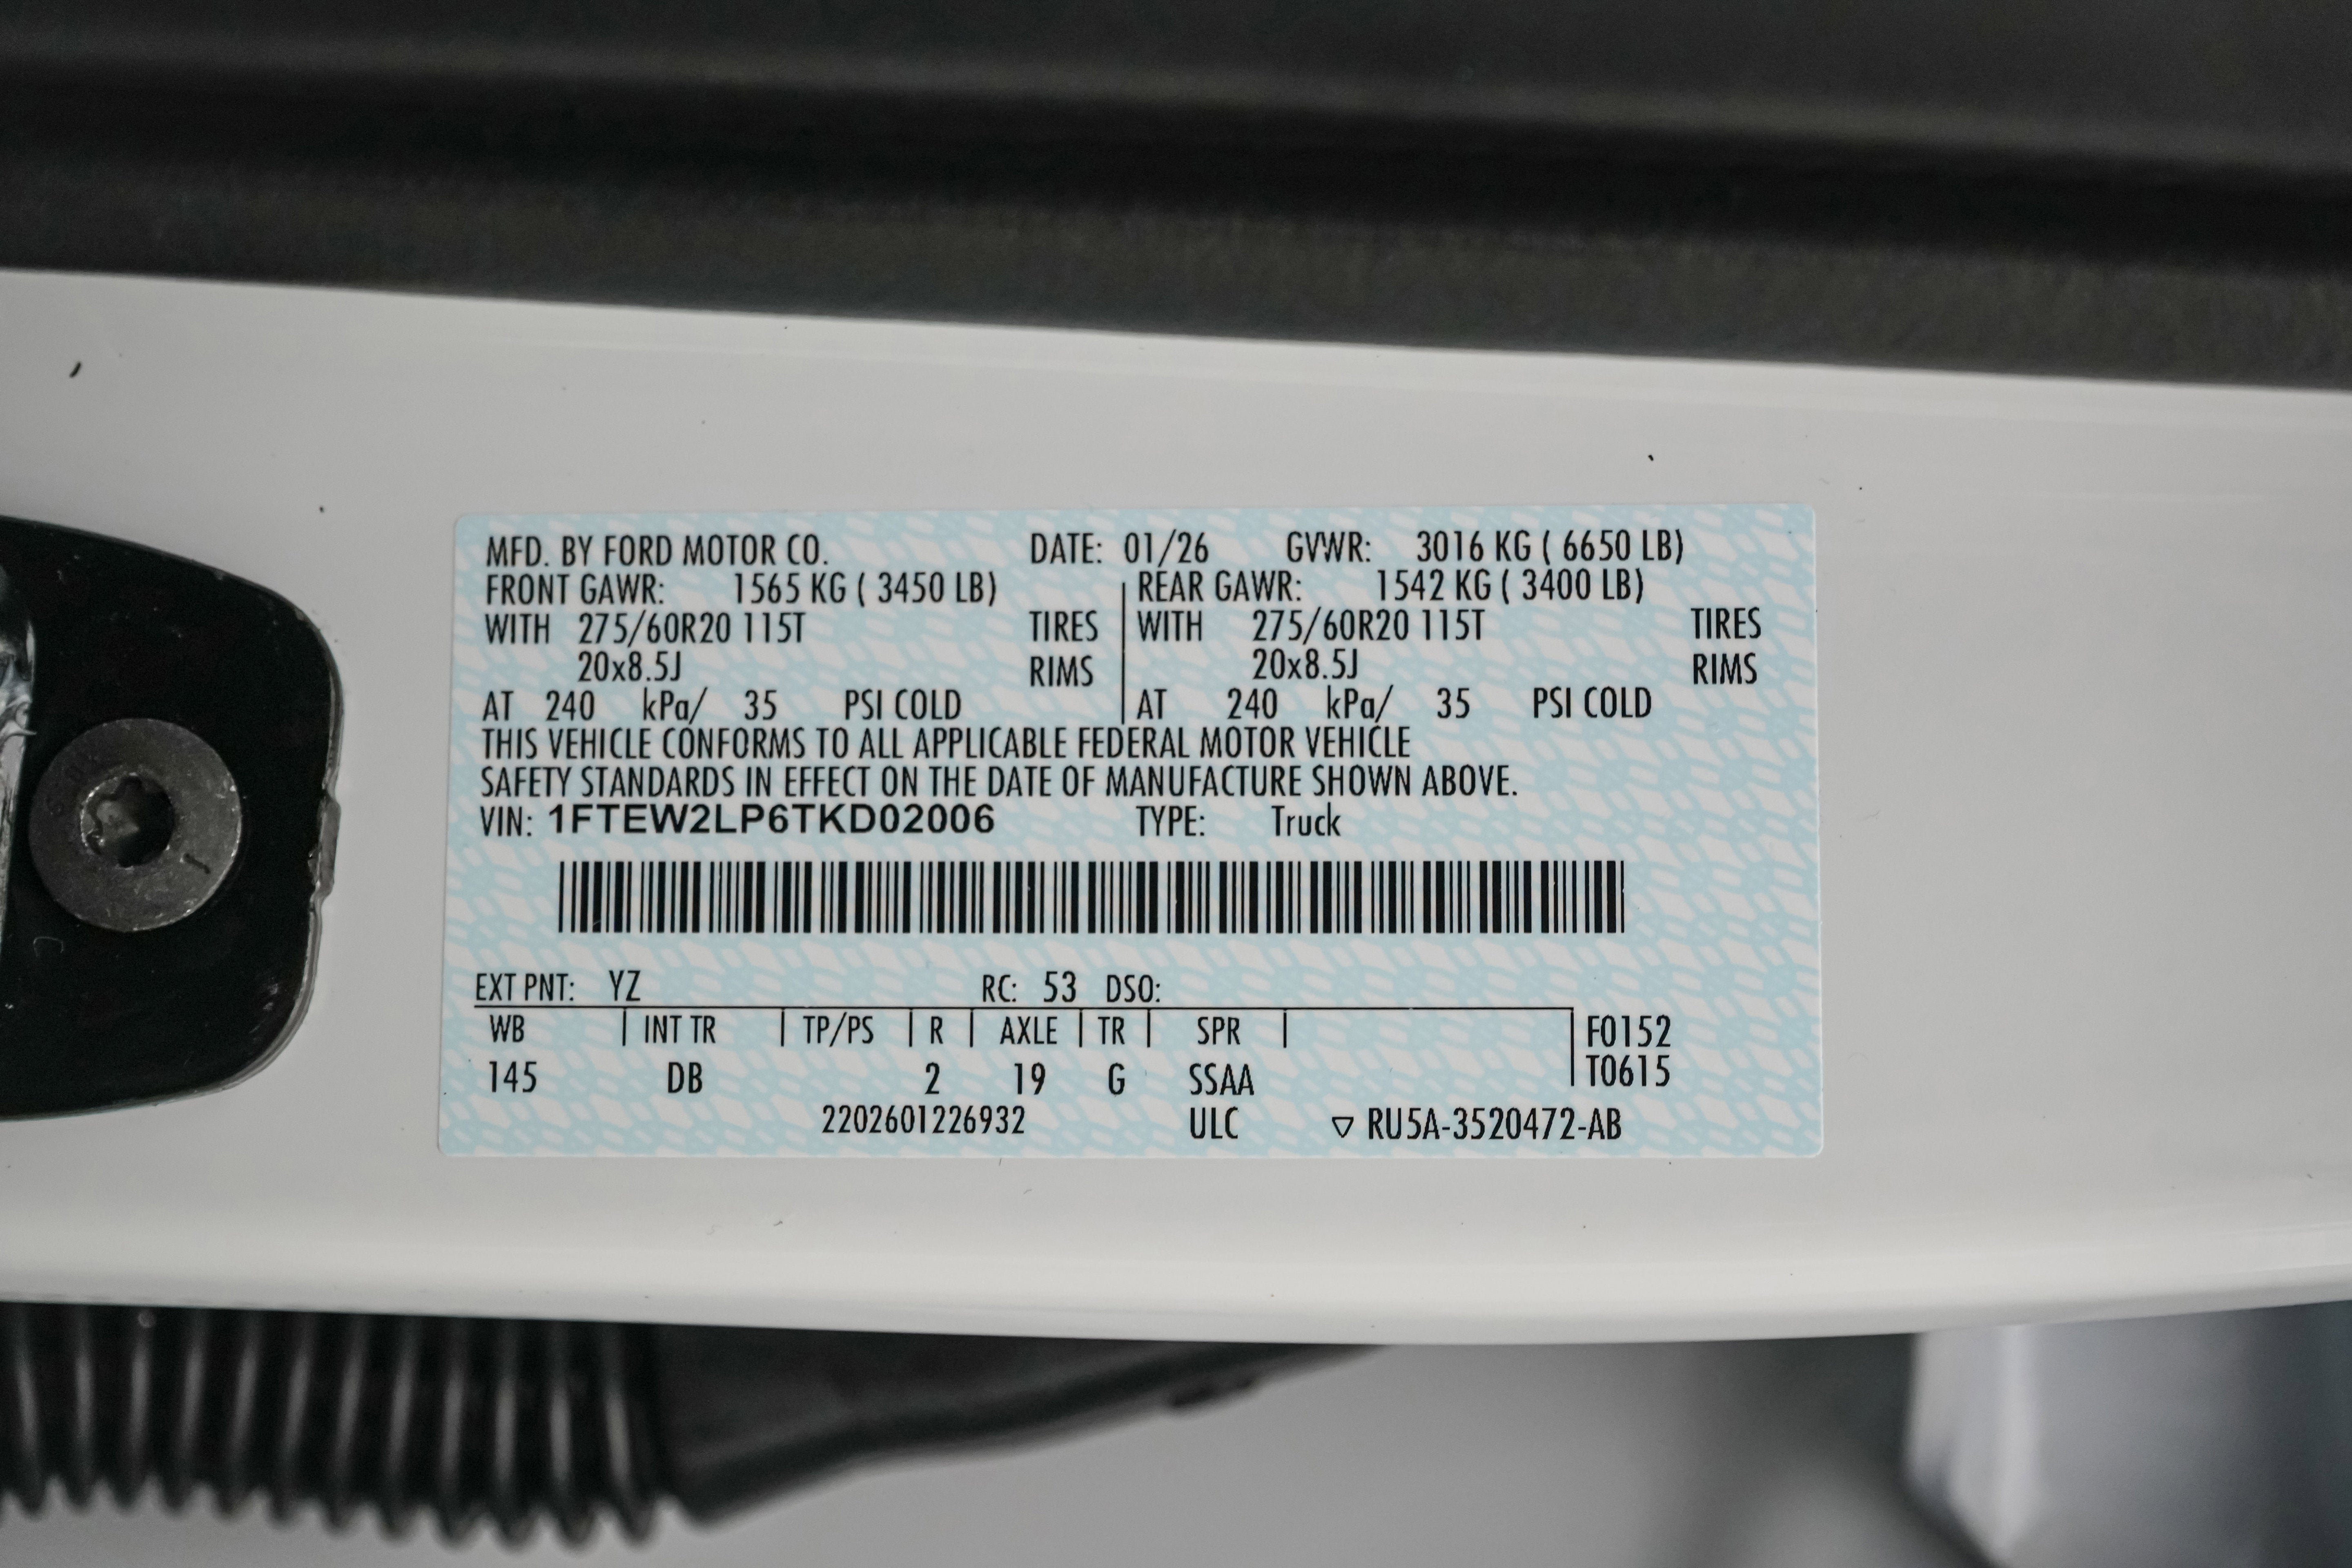 MFD. BY FORD MOTOR CO. DATE: 01/26 GVWR: 3016 KG ( 6650 LB)
FRONT GAWR: 1565 KG ( 3450 LB) REAR GAWR: 1542 KG ( 3400 LB)
WITH 275/60R20 115T TIRES WITH 275/60R20 115T TIRES
20x8.5J RIMS 20x8.5J RIMS
AT 240 kPa/ 35 PSI COLD AT 240 kPa/ 35 PSI COLD
THIS VEHICLE CONFORMS TO ALL APPLICABLE FEDERAL MOTOR VEHICLE
SAFETY STANDARDS IN EFFECT ON THE DATE OF MANUFACTURE SHOWN ABOVE.
VIN: 1FTEW2LP6TKD02006 TYPE: Truck
EXT PNT: YZ RC: 53 DSO:
WB | INT TR | TP/PS | R | AXLE | TR | SPR | F0152
145 DB 2 19 G SSAA T0615
2202601226932 ULC ▽ RU5A-3520472-AB